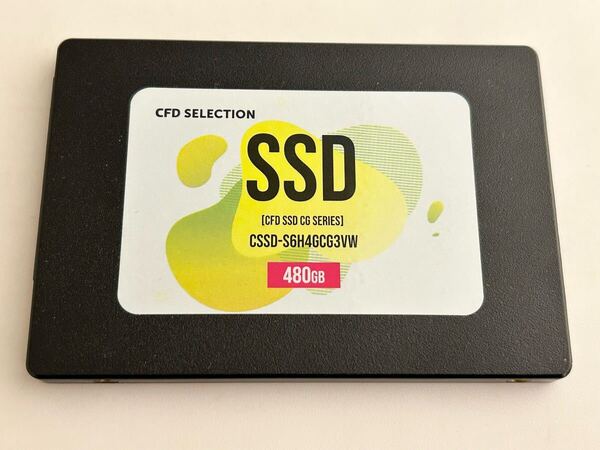 CFD SELECTION
SSD
[CFD SSD CG SERIES]
CSSD-S6H4GCG3VW
480GB